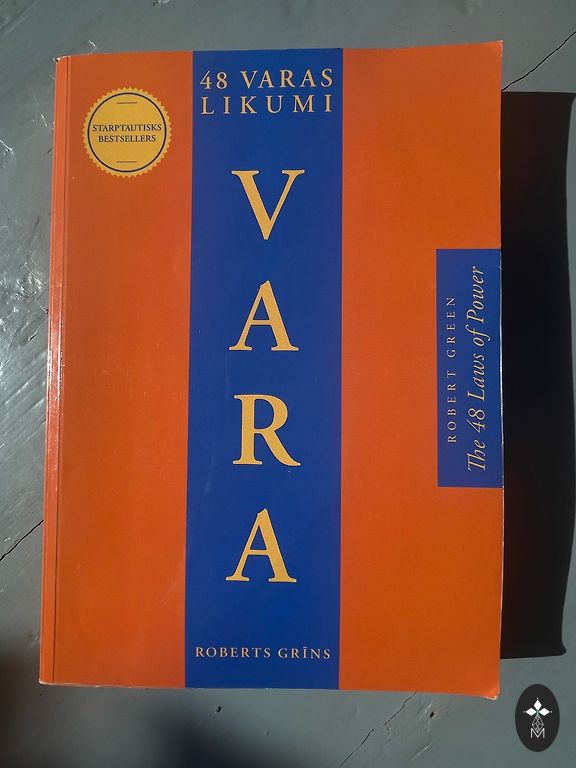 48 VARAS
LIKUMI
STARPTAUTISKS
BESTSELLERS
VARA
ROBERT GREEN
The 48 Laws of Power
ROBERTS GRĪNS
M